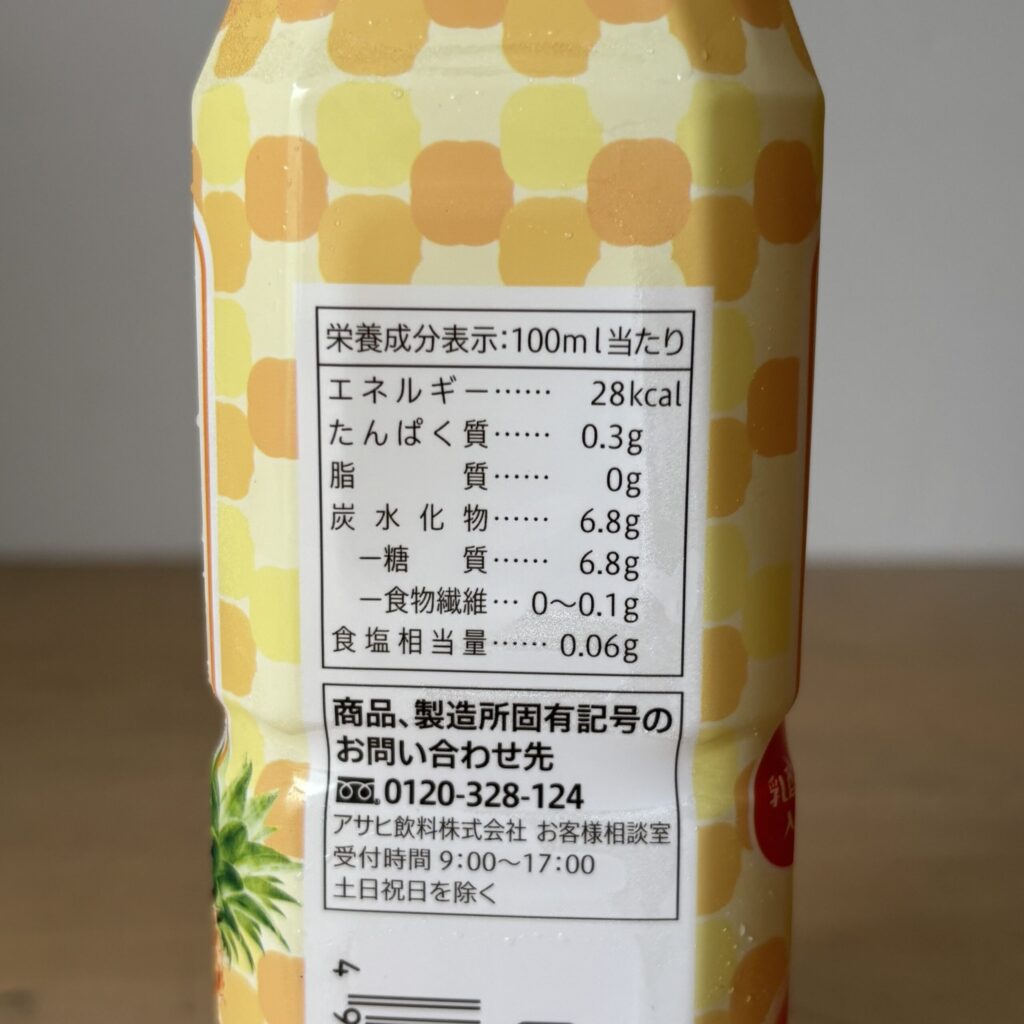 栄養成分表示：100ml当たり
エネルギー…… 28kcal
たんぱく質…… 0.3g
脂質…… 0g
炭水化物…… 6.8g
－糖質…… 6.8g
－食物繊維… 0～0.1g
食塩相当量…… 0.06g
商品、製造所固有記号の
お問い合わせ先
0120-328-124
アサヒ飲料株式会社 お客様相談室
受付時間 9:00～17:00
土日祝日を除く
4 9